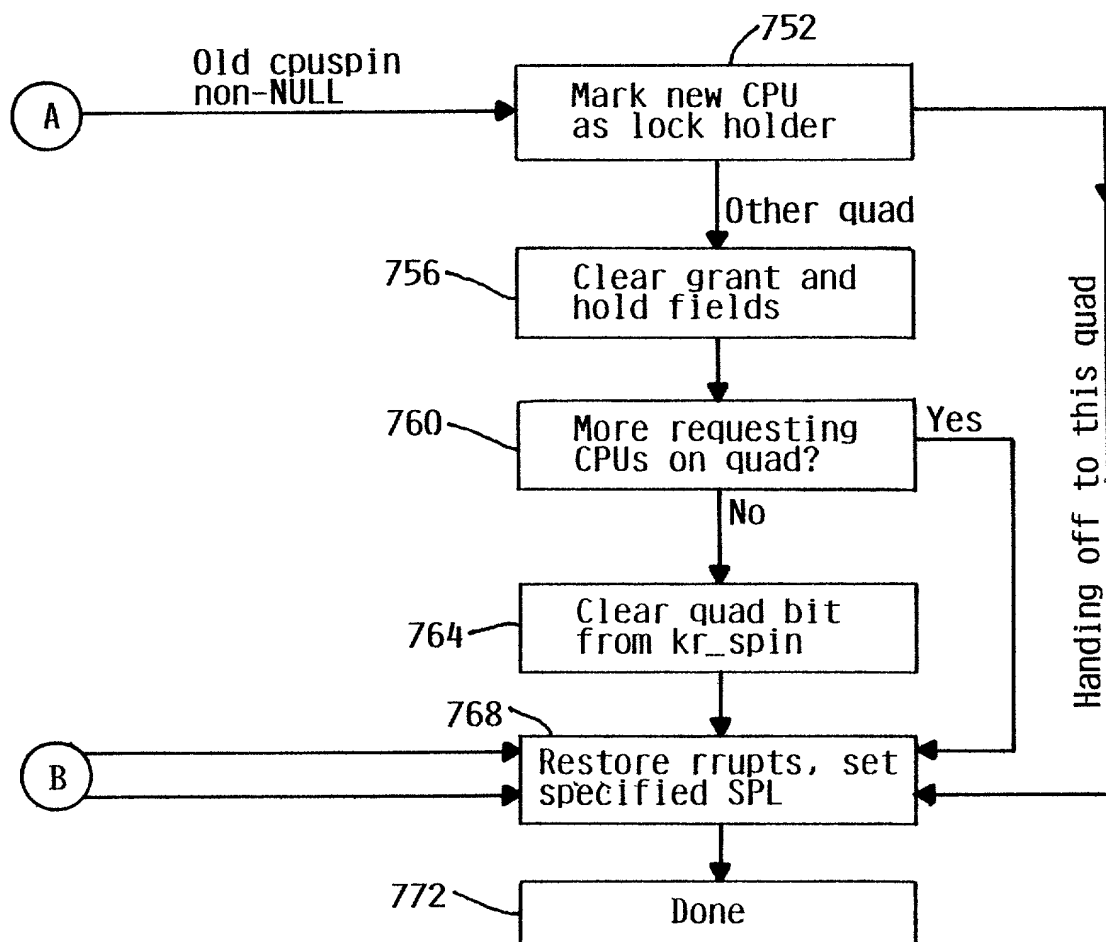 752
Old cpuspin
non-NULL
A
Mark new CPU
as lock holder
Other quad
756
Clear grant and
hold fields
Handing off to this quad
760
More requesting
CPUs on quad?
Yes
No
764
Clear quad bit
from kr_spin
768
B
Restore rrupts, set
specified SPL
772
Done